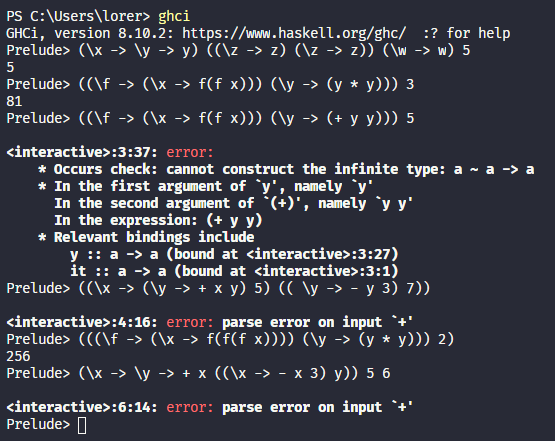 PS C:\Users\lorer> ghci
GHCi, version 8.10.2: https://www.haskell.org/ghc/  :? for help
Prelude> (\x -> \y -> y) ((\z -> z) (\z -> z)) (\w -> w) 5
5
Prelude> ((\f -> (\x -> f(f x))) (\y -> (y * y))) 3
81
Prelude> ((\f -> (\x -> f(f x))) (\y -> (+ y y))) 5

<interactive>:3:37: error:
    * Occurs check: cannot construct the infinite type: a ~ a -> a
    * In the first argument of `y', namely `y'
      In the second argument of `(+)', namely `y y'
      In the expression: (+ y y)
    * Relevant bindings include
        y :: a -> a (bound at <interactive>:3:27)
        it :: a -> a (bound at <interactive>:3:1)
Prelude> ((\x -> (\y -> + x y) 5) (( \y -> - y 3) 7))

<interactive>:4:16: error: parse error on input `+'
Prelude> (((\f -> (\x -> f(f(f x)))) (\y -> (y * y))) 2)
256
Prelude> (\x -> \y -> + x ((\x -> - x 3) y)) 5 6

<interactive>:6:14: error: parse error on input `+'
Prelude>